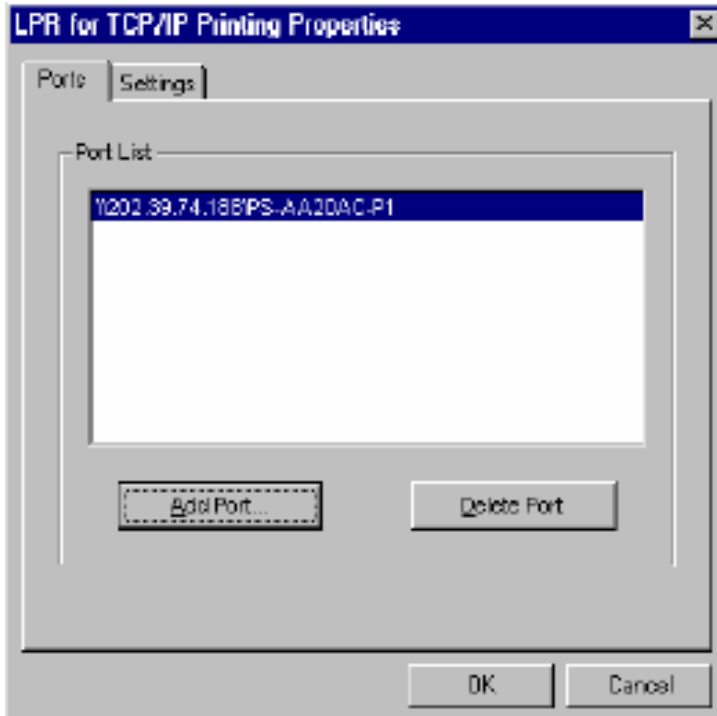 LPR for TCP/IP Printing Properties
Ports
Settings
Port List
\\202.39.74.188\PS-AA2DAC-P1
Add Port...
Delete Port
OK
Cancel